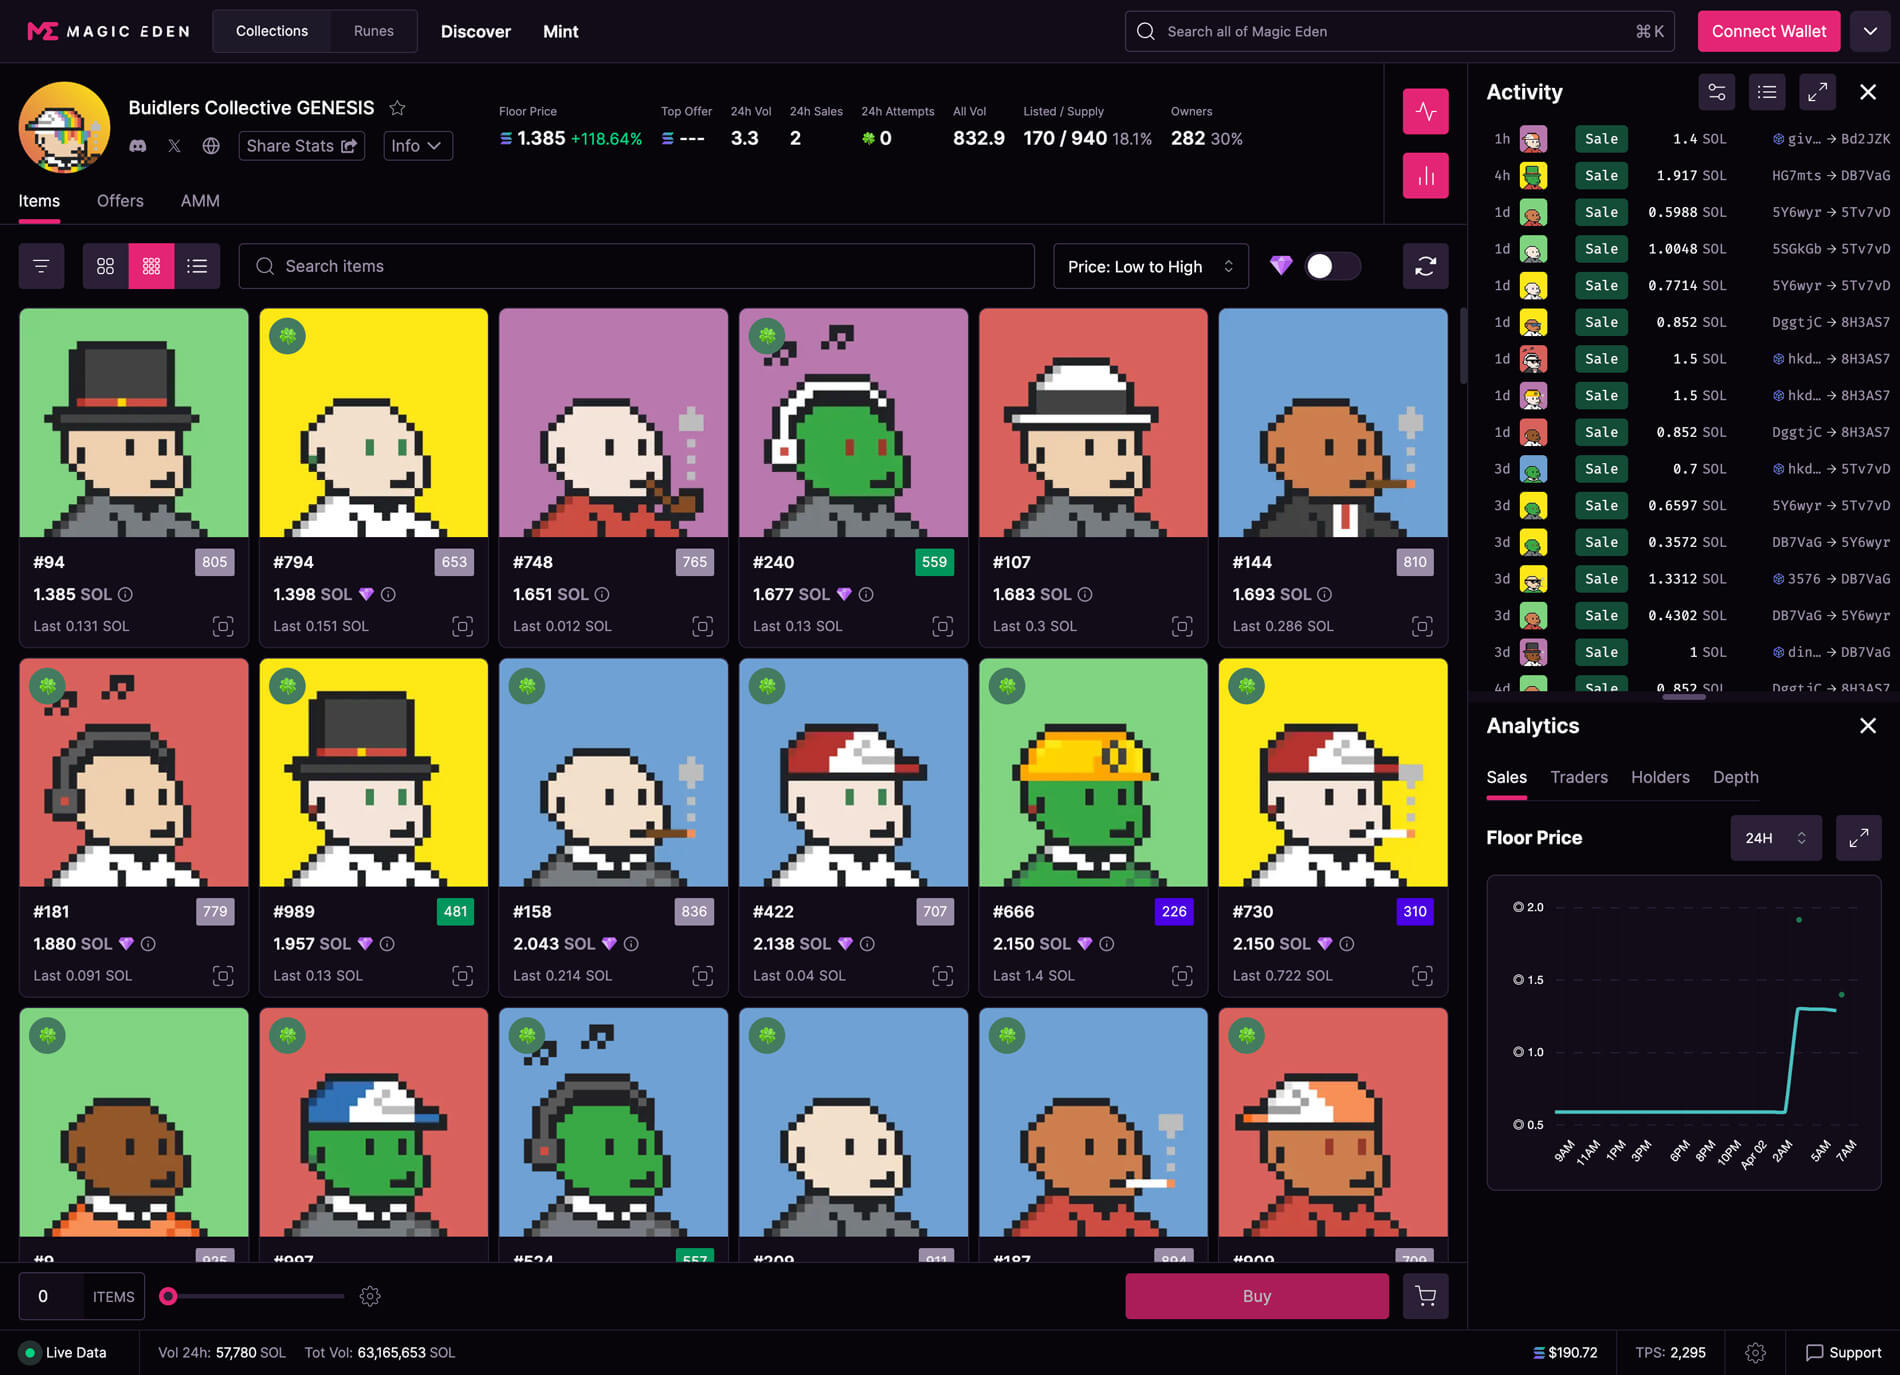 MAGIC EDEN
Collections
Runes
Discover
Mint
Search all of Magic Eden
⌘ K
Connect Wallet
Buidlers Collective GENESIS
Share Stats
Info
Floor Price
1.385 +118.64%
Top Offer
---
24h Vol
3.3
24h Sales
2
24h Attempts
0
All Vol
832.9
Listed / Supply
170 / 940 18.1%
Owners
282 30%
Items
Offers
AMM
Search items
Price: Low to High
#94
805
1.385 SOL
Last 0.131 SOL
#794
653
1.398 SOL
Last 0.151 SOL
#748
765
1.651 SOL
Last 0.012 SOL
#240
559
1.677 SOL
Last 0.13 SOL
#107
1.683 SOL
Last 0.3 SOL
#144
810
1.693 SOL
Last 0.286 SOL
#181
779
1.880 SOL
Last 0.091 SOL
#989
481
1.957 SOL
Last 0.13 SOL
#158
836
2.043 SOL
Last 0.214 SOL
#422
707
2.138 SOL
Last 0.04 SOL
#666
226
2.150 SOL
Last 1.4 SOL
#730
310
2.150 SOL
Last 0.722 SOL
#9
925
#997
#524
557
#209
911
#187
894
#909
709
0
ITEMS
Buy
Activity
1h Sale 1.4 SOL giv... → Bd2JZK
4h Sale 1.917 SOL HG7mts → DB7VaG
1d Sale 0.5988 SOL 5Y6wyr → 5Tv7vD
1d Sale 1.0048 SOL 5SGkGb → 5Tv7vD
1d Sale 0.7714 SOL 5Y6wyr → 5Tv7vD
1d Sale 0.852 SOL DggtjC → 8H3AS7
1d Sale 1.5 SOL hkd... → 8H3AS7
1d Sale 1.5 SOL hkd... → 8H3AS7
1d Sale 0.852 SOL DggtjC → 8H3AS7
3d Sale 0.7 SOL hkd... → 5Tv7vD
3d Sale 0.6597 SOL 5Y6wyr → 5Tv7vD
3d Sale 0.3572 SOL DB7VaG → 5Y6wyr
3d Sale 1.3312 SOL 3576 → DB7VaG
3d Sale 0.4302 SOL DB7VaG → 5Y6wyr
3d Sale 1 SOL din... → DB7VaG
4d Sale 0.852 SOL DggtjC → 8H3AS7
Analytics
Sales
Traders
Holders
Depth
Floor Price
24H
2.0
1.5
1.0
0.5
9AM
11AM
1PM
3PM
6PM
8PM
10PM
Apr 02
2AM
5AM
7AM
Live Data
Vol 24h: 57,780 SOL
Tot Vol: 63,165,653 SOL
$190.72
TPS: 2,295
Support